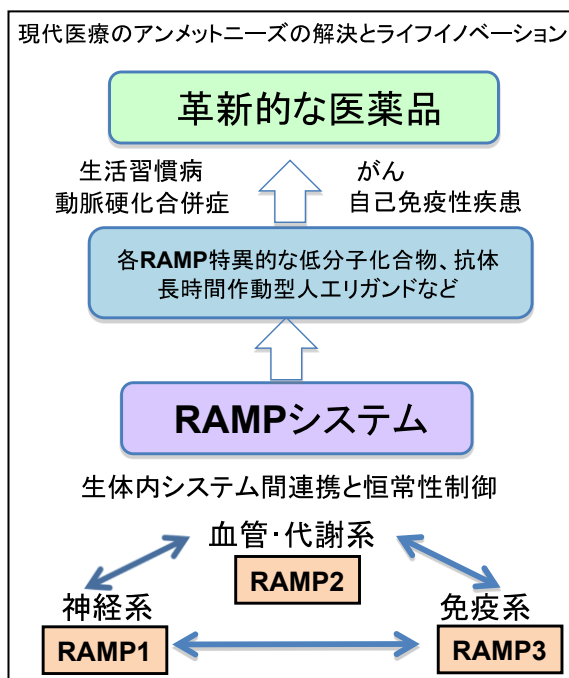 現代医療のアンメットニーズの解決とライフイノベーション
革新的な医薬品
生活習慣病
動脈硬化合併症
がん
自己免疫性疾患
各RAMP特異的な低分子化合物、抗体
長時間作動型人工リガンドなど
RAMPシステム
生体内システム間連携と恒常性制御
血管・代謝系
RAMP2
神経系
RAMP1
免疫系
RAMP3